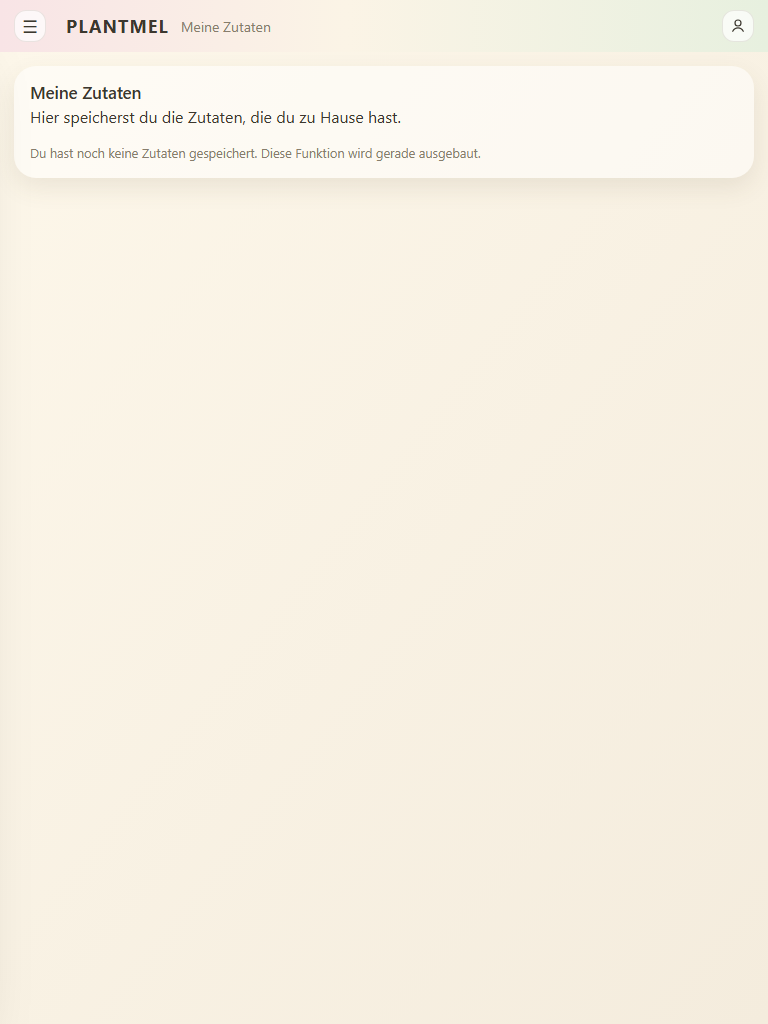 PLANTMEL Meine Zutaten
Meine Zutaten
Hier speicherst du die Zutaten, die du zu Hause hast.
Du hast noch keine Zutaten gespeichert. Diese Funktion wird gerade ausgebaut.